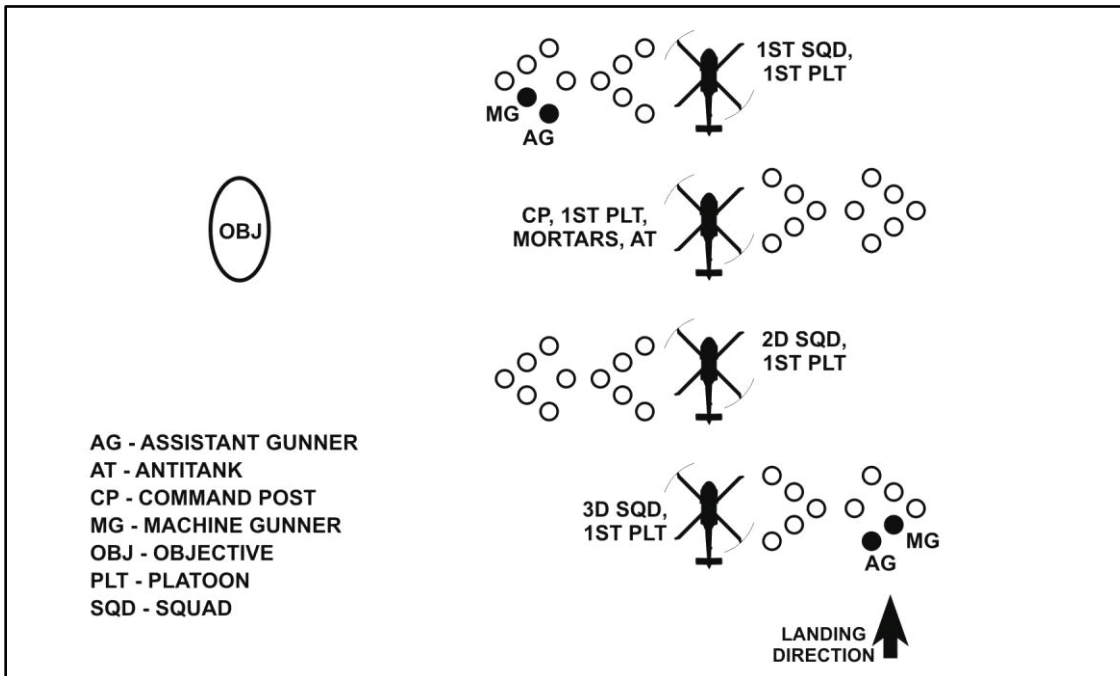 1ST SQD,
1ST PLT
MG
AG
OBJ
CP, 1ST PLT,
MORTARS, AT
2D SQD,
1ST PLT
AG - ASSISTANT GUNNER
AT - ANTITANK
CP - COMMAND POST
MG - MACHINE GUNNER
OBJ - OBJECTIVE
PLT - PLATOON
SQD - SQUAD
3D SQD,
1ST PLT
MG
AG
LANDING
DIRECTION